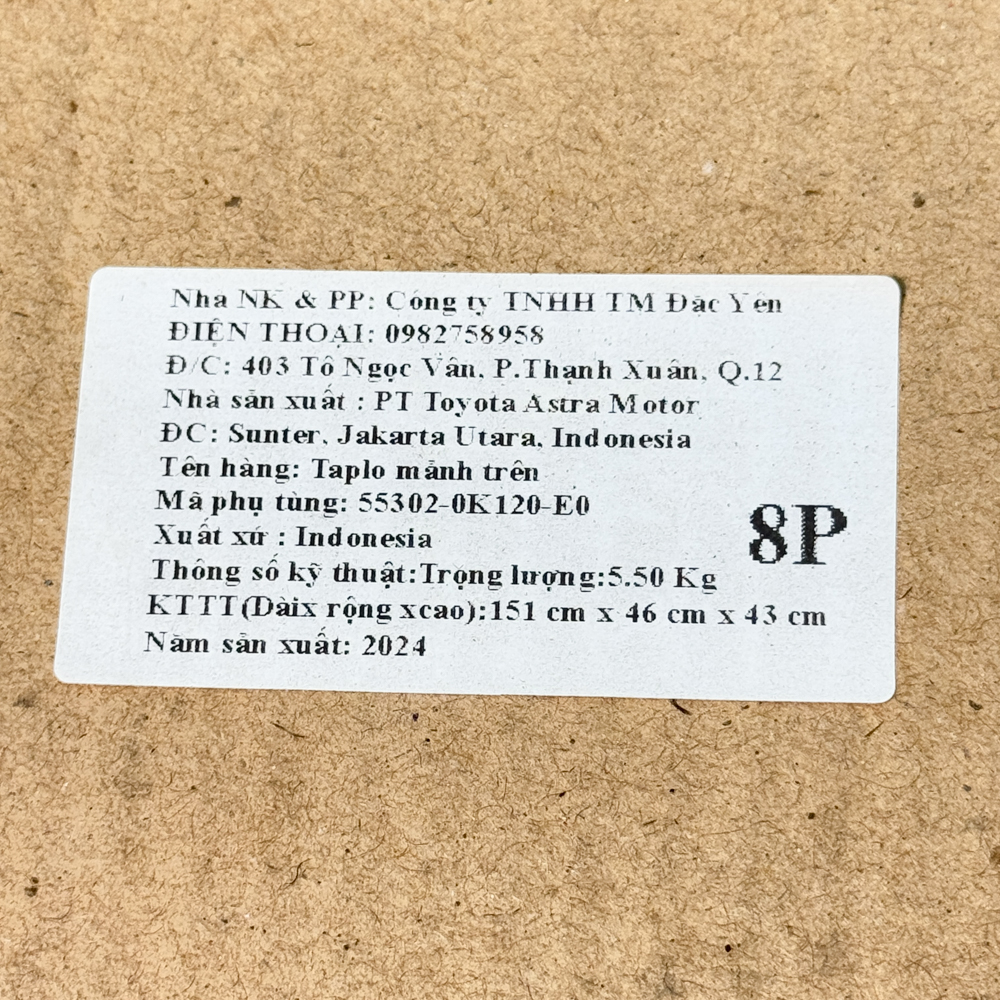 Nhà NK & PP: Công ty TNHH TM Đắc Yên
ĐIỆN THOẠI: 0982758958
Đ/C: 403 Tô Ngọc Vân, P.Thạnh Xuân, Q.12
Nhà sản xuất : PT Toyota Astra Motor
ĐC: Sunter, Jakarta Utara, Indonesia
Tên hàng: Taplo mảnh trên
Mã phụ tùng: 55302-0K120-E0
Xuất xứ : Indonesia
8P
Thông số kỹ thuật:Trọng lượng:5.50 Kg
KTTT(Dàix rộng xcao):151 cm x 46 cm x 43 cm
Năm sản xuất: 2024